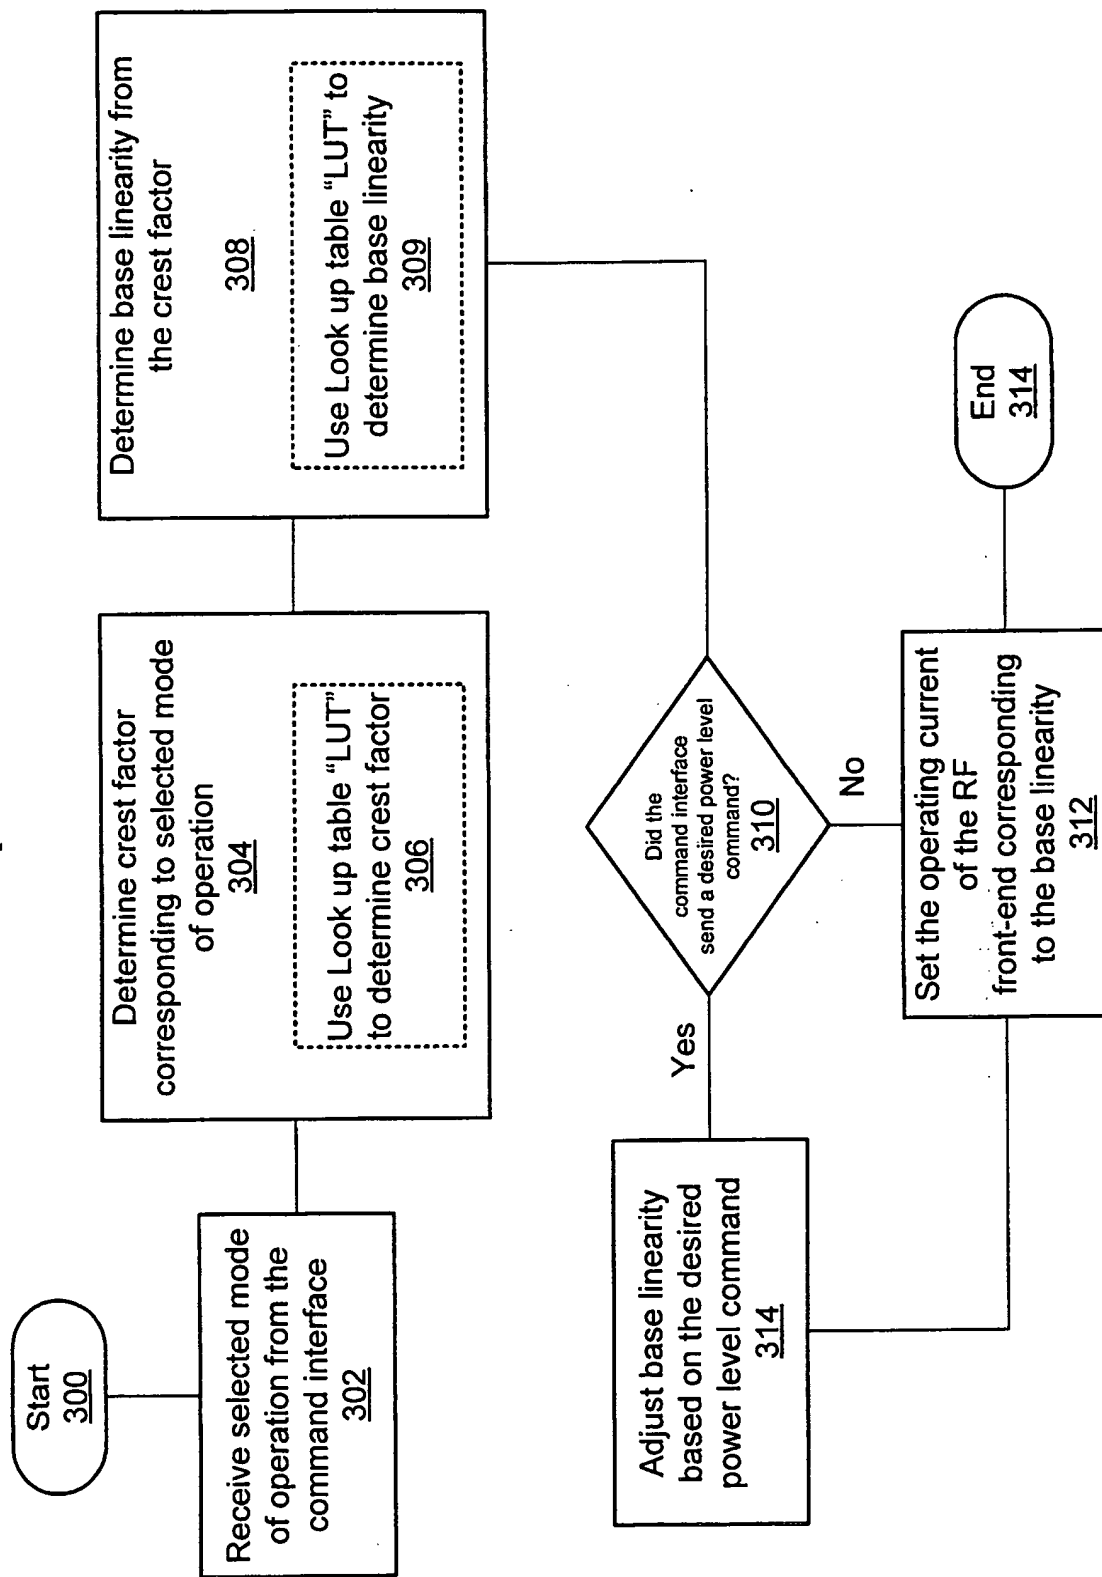 Start
300
Receive selected mode
of operation from the
command interface
302
Determine crest factor
corresponding to selected mode
of operation
304
Use Look up table “LUT”
to determine crest factor
306
Determine base linearity from
the crest factor
308
Use Look up table “LUT” to
determine base linearity
309
Did the
command interface
send a desired power level
command?
310
Yes
No
Adjust base linearity
based on the desired
power level command
314
Set the operating current
of the RF
front-end corresponding
to the base linearity
312
End
314